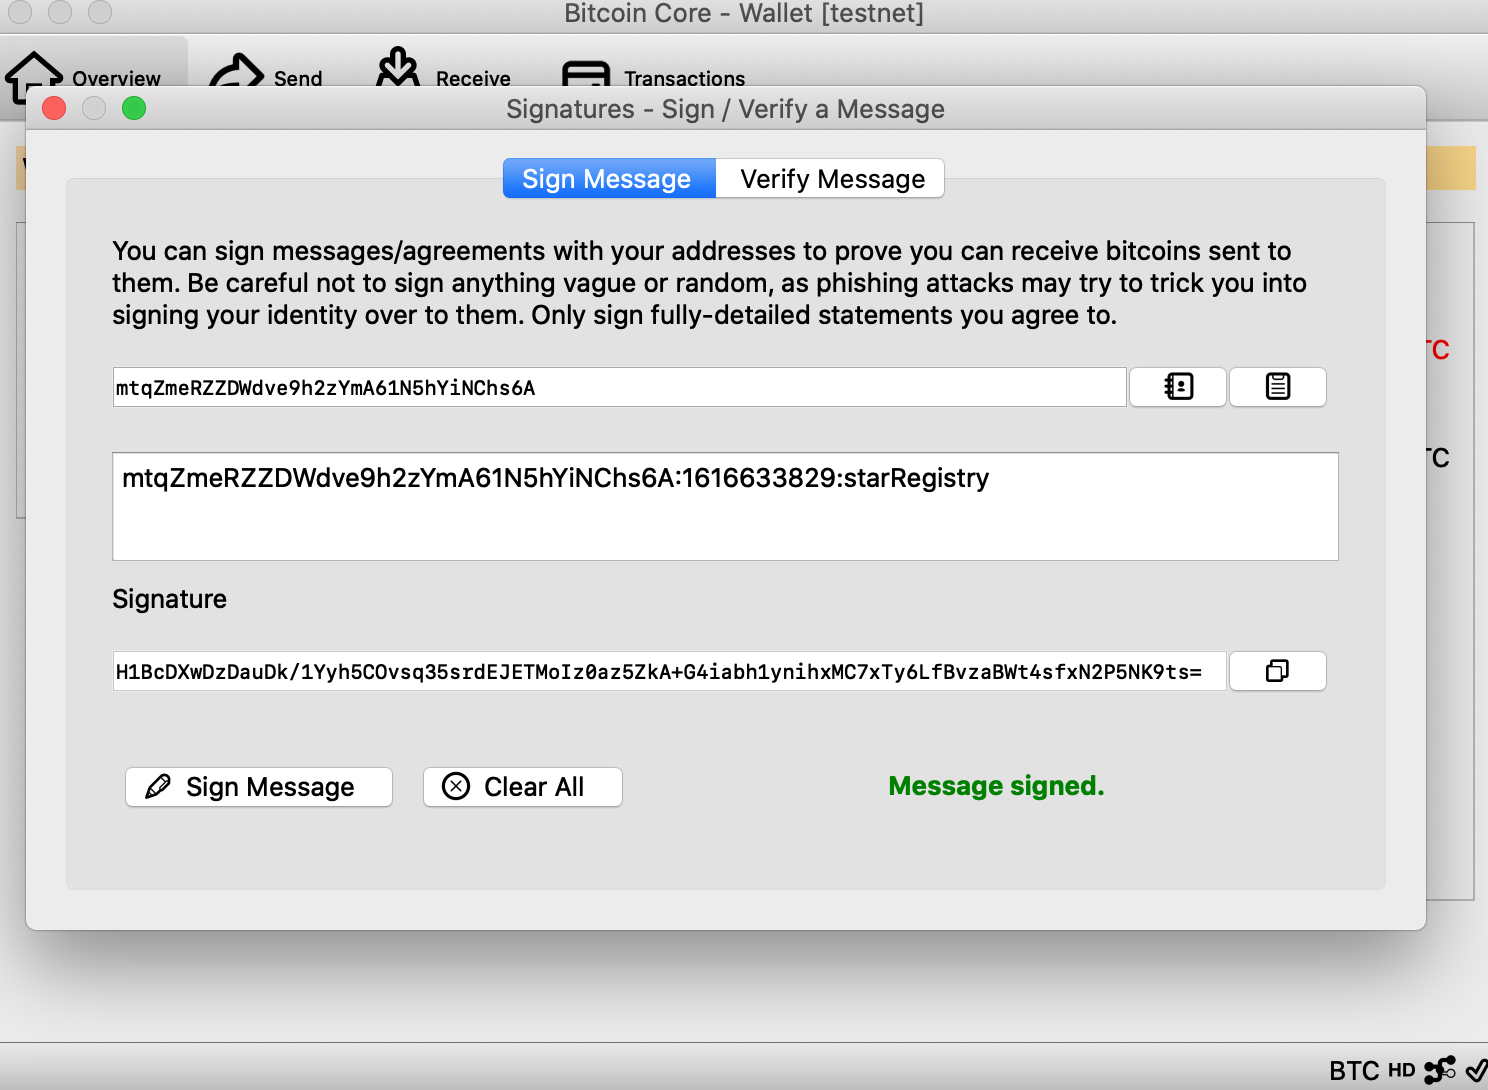 Bitcoin Core - Wallet [testnet]
Overview
Send
Receive
Transactions
Signatures - Sign / Verify a Message
Sign Message
Verify Message
You can sign messages/agreements with your addresses to prove you can receive bitcoins sent to
them. Be careful not to sign anything vague or random, as phishing attacks may try to trick you into
signing your identity over to them. Only sign fully-detailed statements you agree to.
TC
mtqZmeRZZDWdve9h2zYmA61N5hYiNChs6A
TC
mtqZmeRZZDWdve9h2zYmA61N5hYiNChs6A:1616633829:starRegistry
Signature
H1BcDXwDzDauDk/1Yyh5COvsq35srdEJETMoIz0az5ZkA+G4iabh1ynihxMC7xTy6LfBvzaBWt4sfxN2P5NK9ts=
Sign Message
Clear All
Message signed.
BTC HD